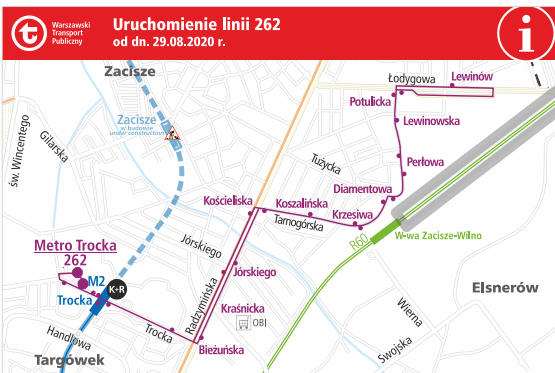 Warszawski
Transport
Publiczny
Uruchomienie linii 262
od dn. 29.08.2020 r.
i
Zacisze
Łodygowa
Lewinów
Potulicka
Zacisze
w budowie
under construction
Lewinowska
św. Wincentego
Gilarska
Tużycka
Perłowa
Diamentowa
Kościeliska
Koszalińska
Krzesiwa
Tarnogórska
R60
W-wa Zacisze-Wilno
Metro Trocka
262
M2
K+R
Trocka
Jórskiego
Jórskiego
Radzymińska
Kraśnicka
OBI
Elsnerów
Wierna
Handlowa
Trocka
Bieżuńska
Swojska
Targówek